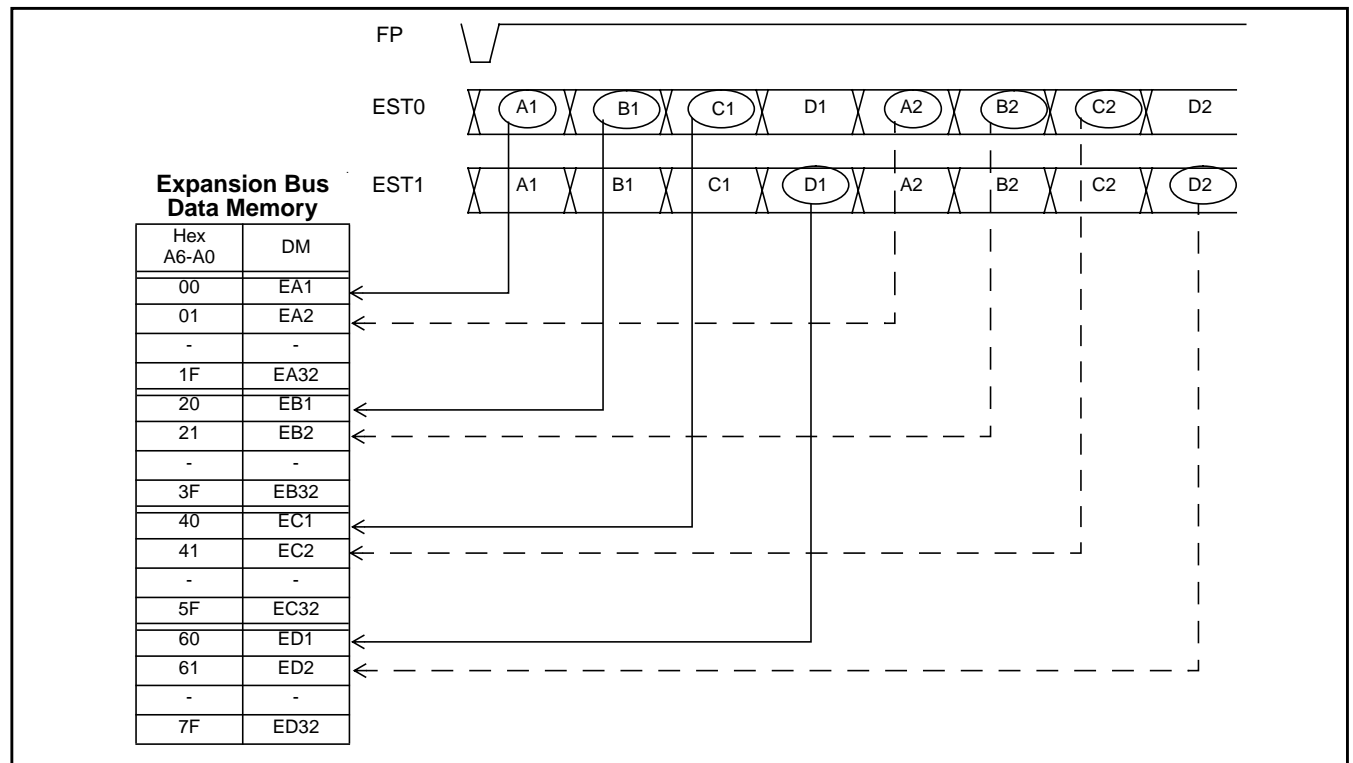 FP
EST0 A1 B1 C1 D1 A2 B2 C2 D2
EST1 A1 B1 C1 D1 A2 B2 C2 D2
Expansion Bus
Data Memory
Hex
A6-A0 DM
00 EA1
01 EA2
- -
1F EA32
20 EB1
21 EB2
- -
3F EB32
40 EC1
41 EC2
- -
5F EC32
60 ED1
61 ED2
- -
7F ED32